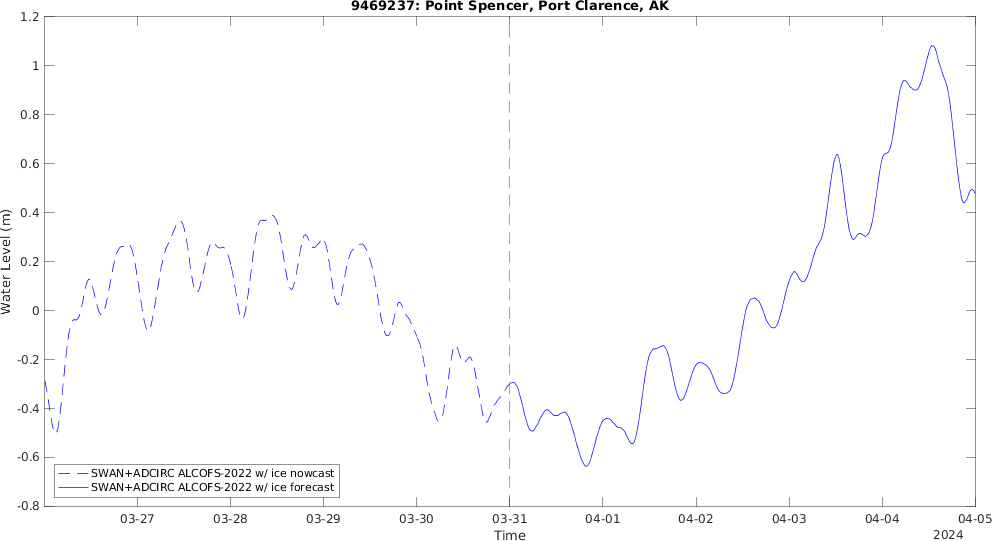 9469237: Point Spencer, Port Clarence, AK
1.2
1
0.8
0.6
0.4
0.2
0
-0.2
-0.4
-0.6
-0.8
Water Level (m)
SWAN+ADCIRC ALCOFS-2022 w/ ice nowcast
SWAN+ADCIRC ALCOFS-2022 w/ ice forecast
03-27 03-28 03-29 03-30 03-31 04-01 04-02 04-03 04-04 04-05
Time
2024